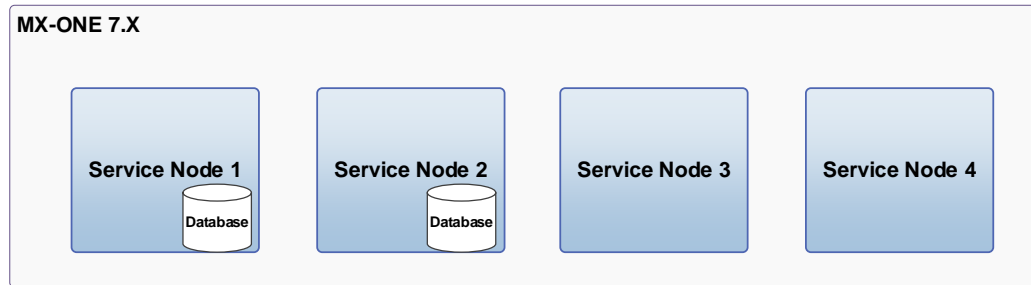 MX-ONE 7.X
Service Node 1
Service Node 2
Service Node 3
Service Node 4
Database
Database